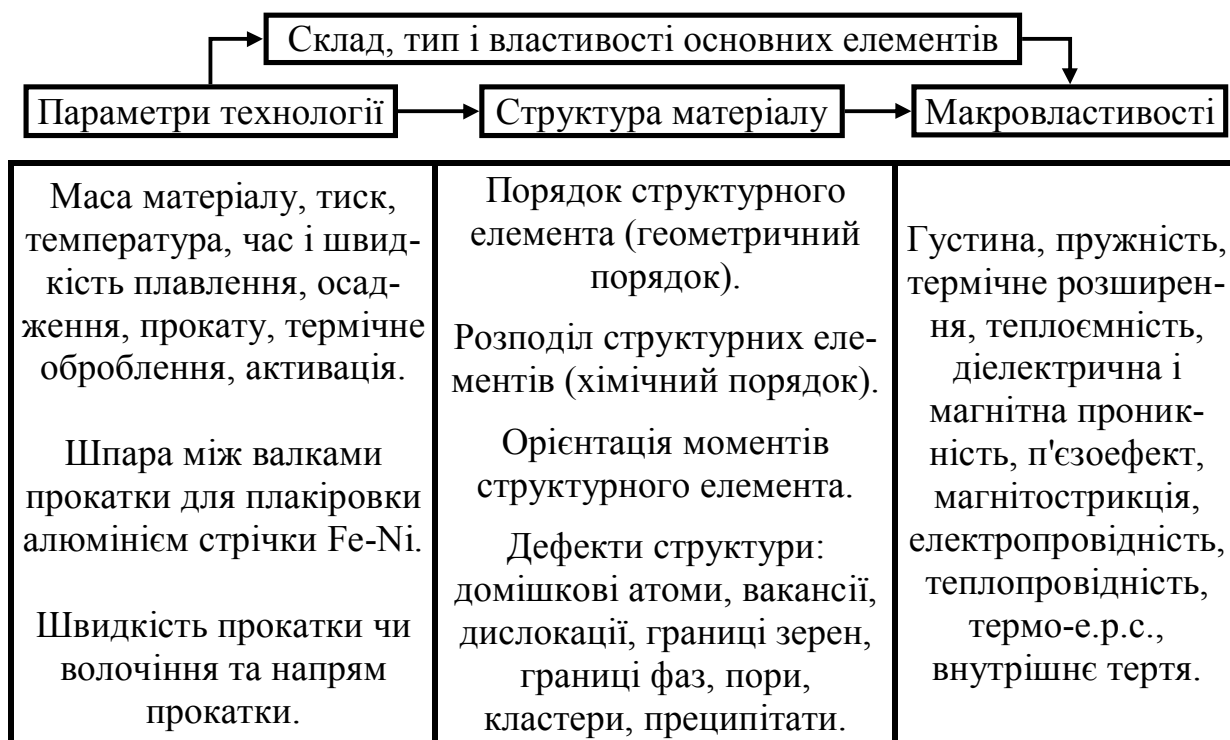 Склад, тип і властивості основних елементів
Параметри технології
Структура матеріалу
Макровластивості
Маса матеріалу, тиск,
температура, час і швид-
кість плавлення, осад-
ження, прокату, термічне
оброблення, активація.
Шпара між валками
прокатки для плакіровки
алюмінієм стрічки Fe-Ni.
Швидкість прокатки чи
волочіння та напрям
прокатки.
Порядок структурного
елемента (геометричний
порядок).
Розподіл структурних еле-
ментів (хімічний порядок).
Орієнтація моментів
структурного елемента.
Дефекти структури:
домішкові атоми, вакансії,
дислокації, границі зерен,
границі фаз, пори,
кластери, преципітати.
Густина, пружність,
термічне розширен-
ня, теплоємність,
діелектрична і
магнітна проник-
ність, п'єзоефект,
магнітострикція,
електропровідність,
теплопровідність,
термо-е.р.с.,
внутрішнє тертя.